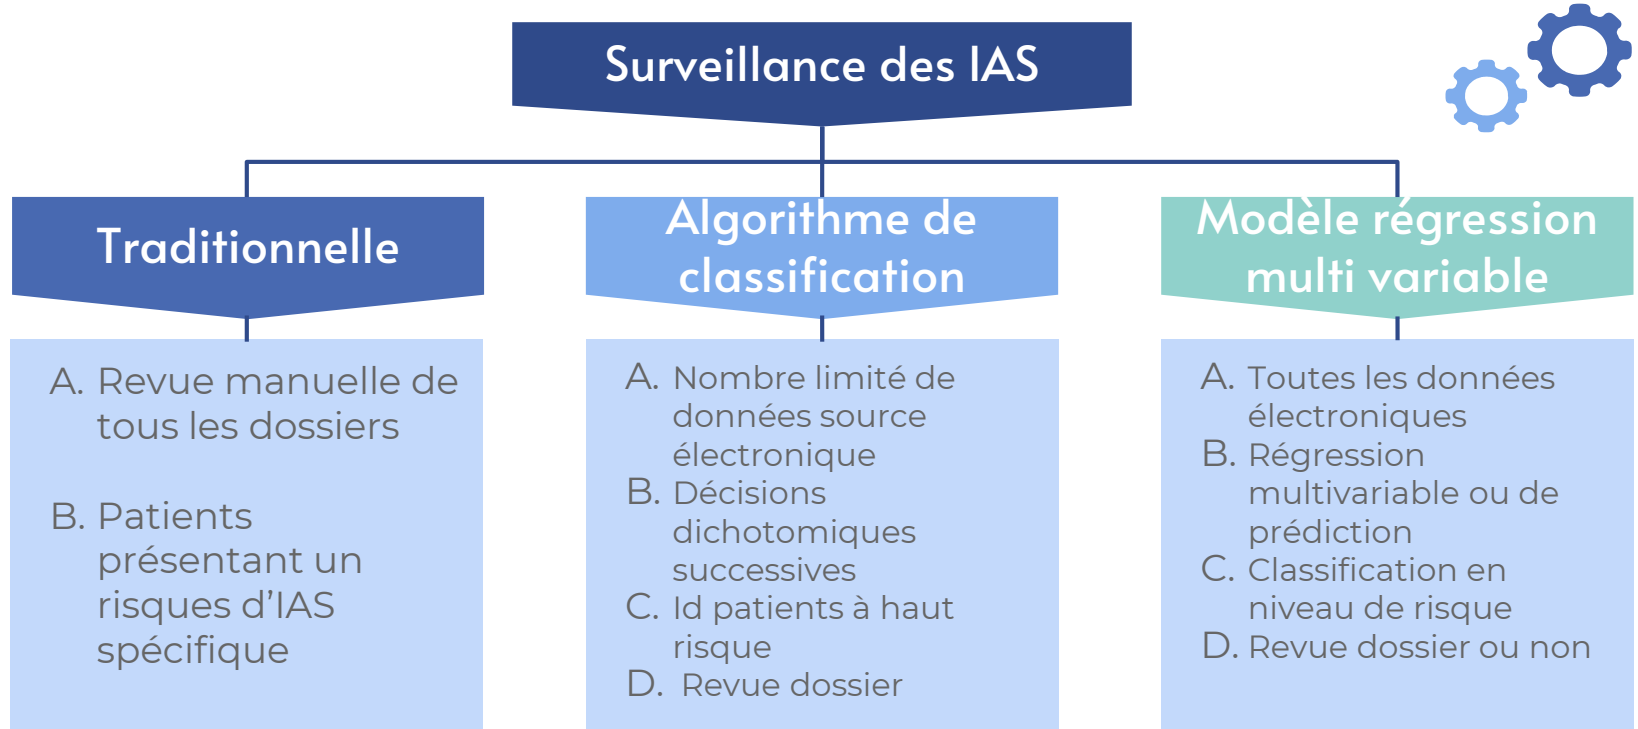 Surveillance des IAS
Traditionnelle
A. Revue manuelle de
tous les dossiers
B. Patients
présentant un
risques d’IAS
spécifique
Algorithme de
classification
A. Nombre limité de
données source
électronique
B. Décisions
dichotomiques
successives
C. Id patients à haut
risque
D. Revue dossier
Modèle régression
multi variable
A. Toutes les données
électroniques
B. Régression
multivariable ou de
prédiction
C. Classification en
niveau de risque
D. Revue dossier ou non